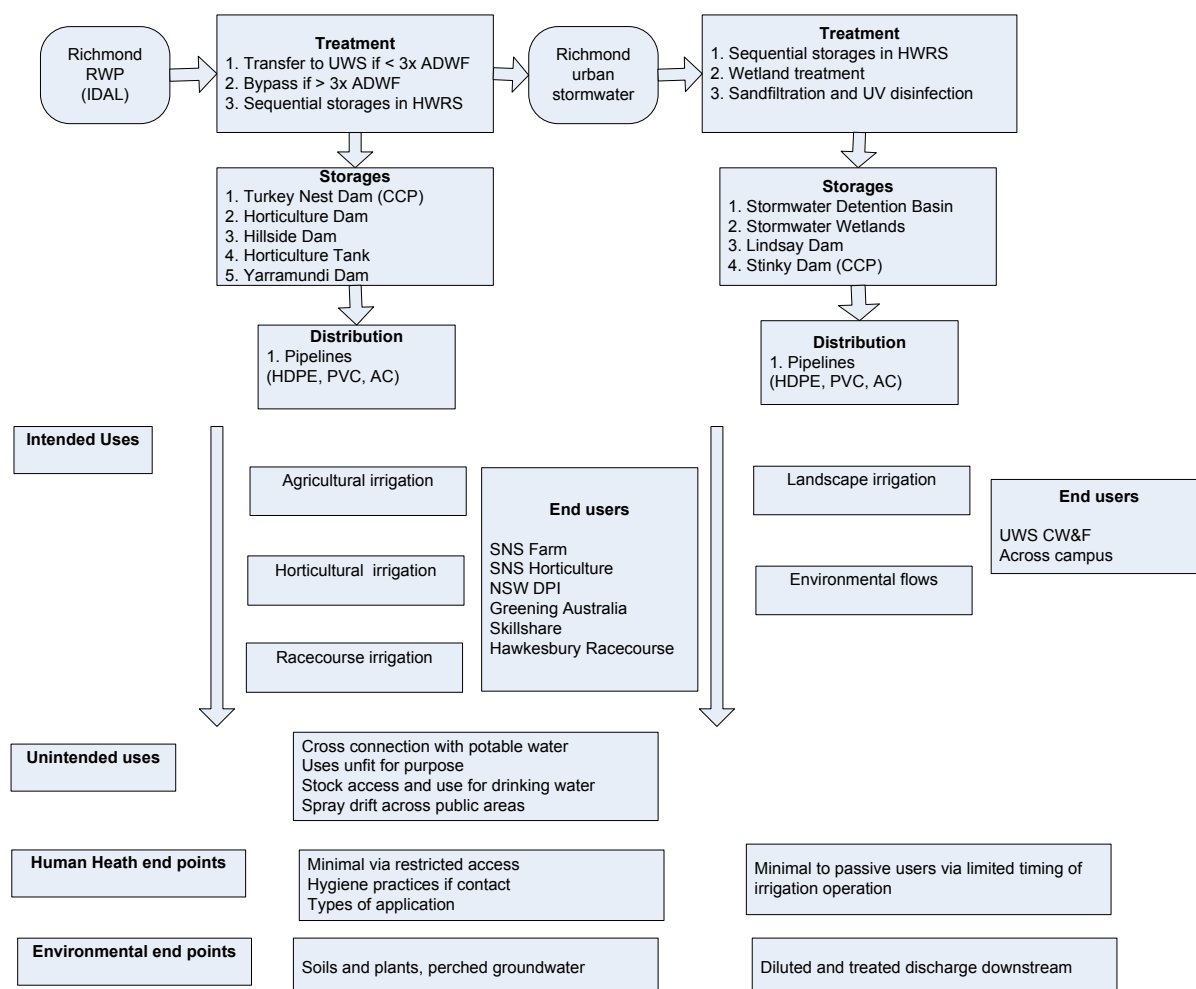 Richmond
RWP
(IDAL)
Treatment
1. Transfer to UWS if < 3x ADWF
2. Bypass if > 3x ADWF
3. Sequential storages in HWRS
Richmond
urban
stormwater
Treatment
1. Sequential storages in HWRS
2. Wetland treatment
3. Sandfiltration and UV disinfection
Storages
1. Turkey Nest Dam (CCP)
2. Horticulture Dam
3. Hillside Dam
4. Horticulture Tank
5. Yarramundi Dam
Storages
1. Stormwater Detention Basin
2. Stormwater Wetlands
3. Lindsay Dam
4. Stinky Dam (CCP)
Distribution
1. Pipelines
(HDPE, PVC, AC)
Distribution
1. Pipelines
(HDPE, PVC, AC)
Intended Uses
Agricultural irrigation
Horticultural irrigation
Racecourse irrigation
End users
SNS Farm
SNS Horticulture
NSW DPI
Greening Australia
Skillshare
Hawkesbury Racecourse
Landscape irrigation
Environmental flows
End users
UWS CW&F
Across campus
Unintended uses
Cross connection with potable water
Uses unfit for purpose
Stock access and use for drinking water
Spray drift across public areas
Human Heath end points
Minimal via restricted access
Hygiene practices if contact
Types of application
Minimal to passive users via limited timing of
irrigation operation
Environmental end points
Soils and plants, perched groundwater
Diluted and treated discharge downstream